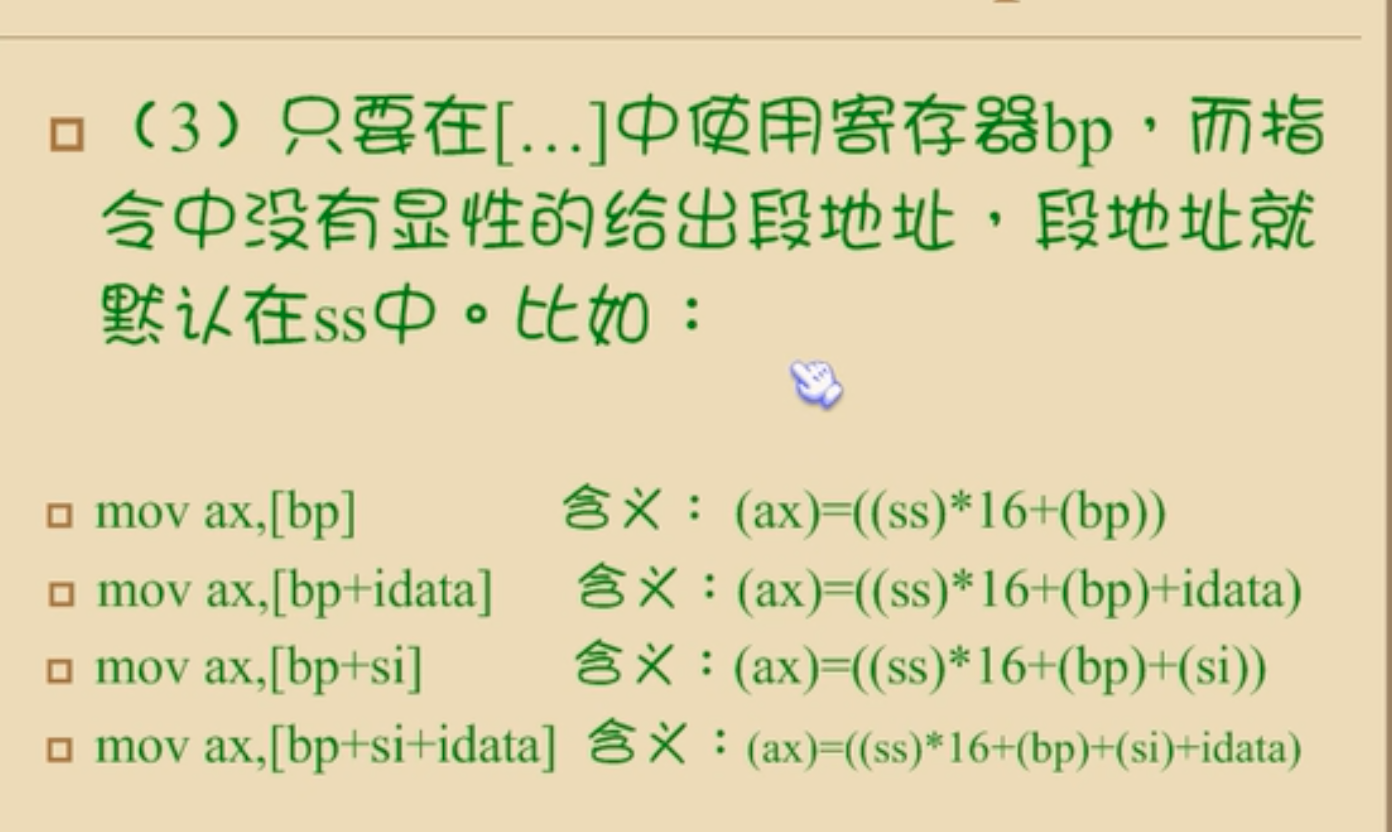 （3）只要在[…]中使用寄存器bp，而指
令中没有显性的给出段地址，段地址就
默认在ss中。比如：
mov ax,[bp] 含义： (ax)=((ss)*16+(bp))
mov ax,[bp+idata] 含义：(ax)=((ss)*16+(bp)+idata)
mov ax,[bp+si] 含义：(ax)=((ss)*16+(bp)+(si))
mov ax,[bp+si+idata] 含义：(ax)=((ss)*16+(bp)+(si)+idata)